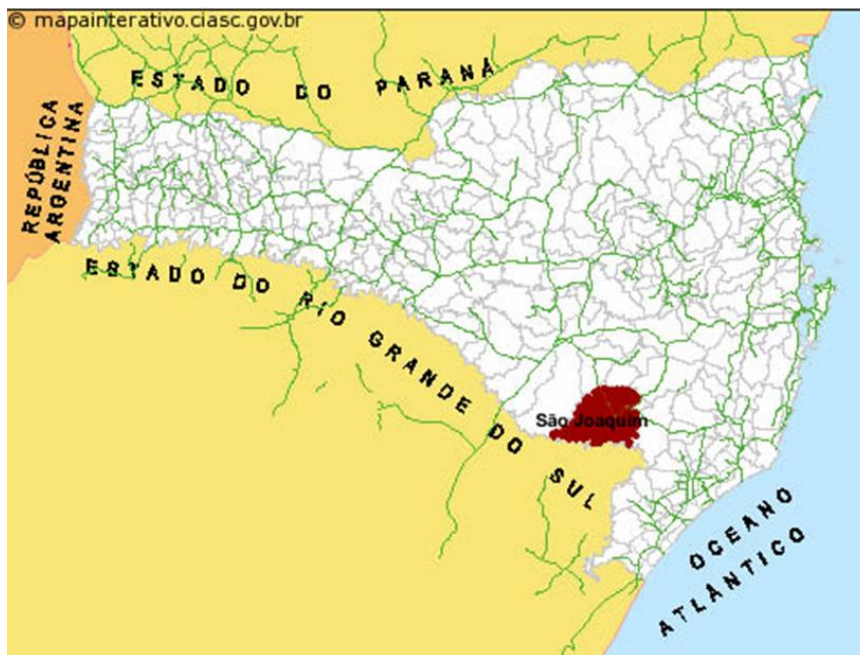 © mapainterativo.ciasc.gov.br
ESTADO DO PARANÁ
REPÚBLICA
ARGENTINA
ESTADO DO RIO GRANDE DO SUL
São Joaquim
OCEANO
ATLÂNTICO